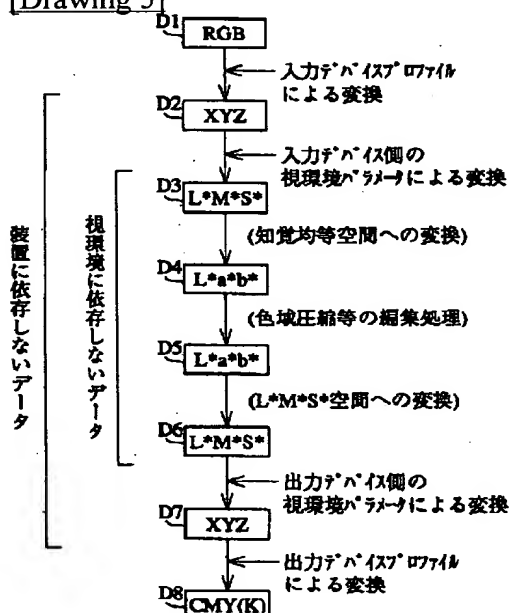 [Drawing 5]
D1 RGB
入力デバイスプロファイル
による変換
D2 XYZ
入力デバイス側の
視環境パラメータによる変換
D3 L*M*S*
(知覚均等空間への変換)
D4 L*a*b*
(色域圧縮等の編集処理)
D5 L*a*b*
(L*M*S*空間への変換)
D6 L*M*S*
出力デバイス側の
視環境パラメータによる変換
D7 XYZ
出力デバイスプロファイル
による変換
D8 CMY(K)
装置に依存しないデータ
視環境に依存しないデータ